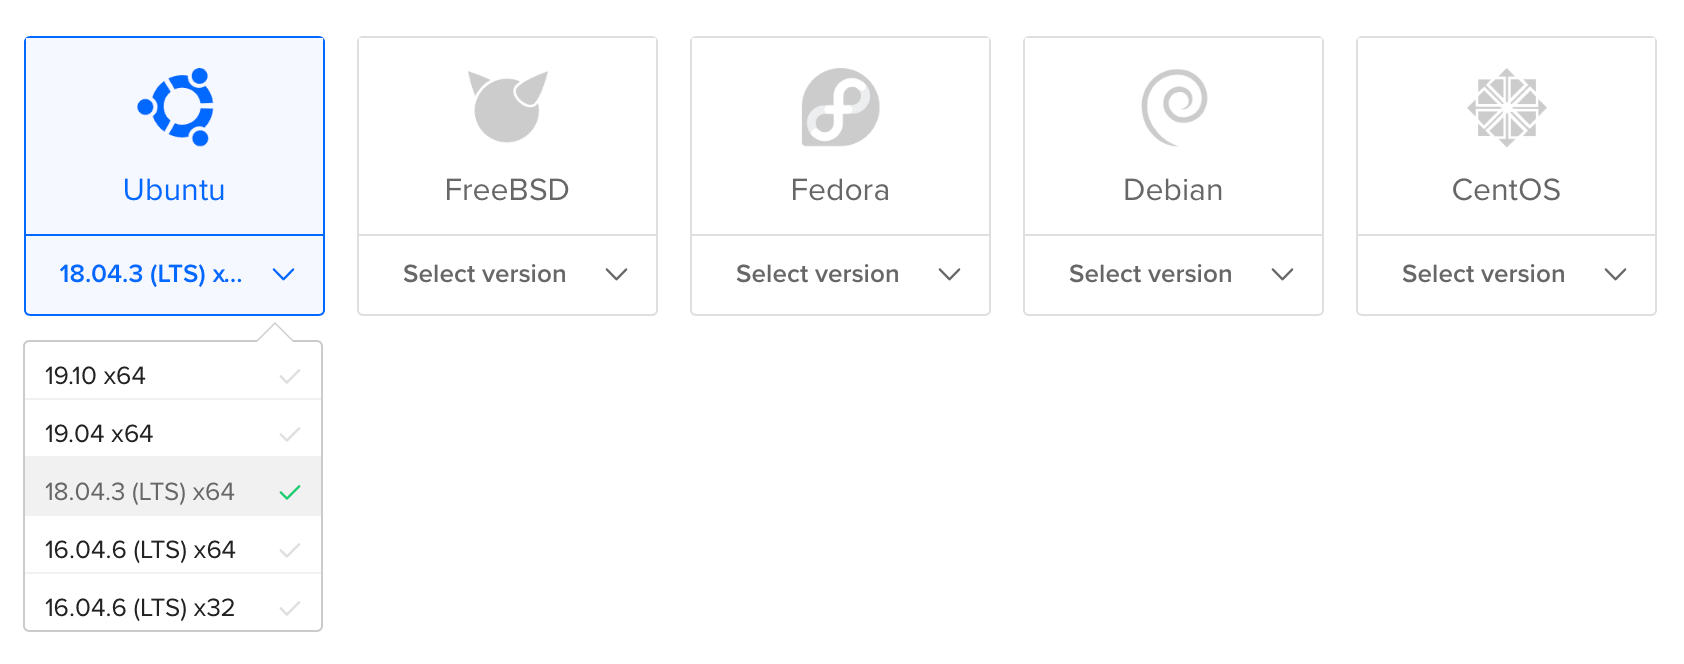 Ubuntu
FreeBSD
Fedora
Debian
CentOS
18.04.3 (LTS) x...
Select version
Select version
Select version
Select version
19.10 x64
19.04 x64
18.04.3 (LTS) x64
16.04.6 (LTS) x64
16.04.6 (LTS) x32